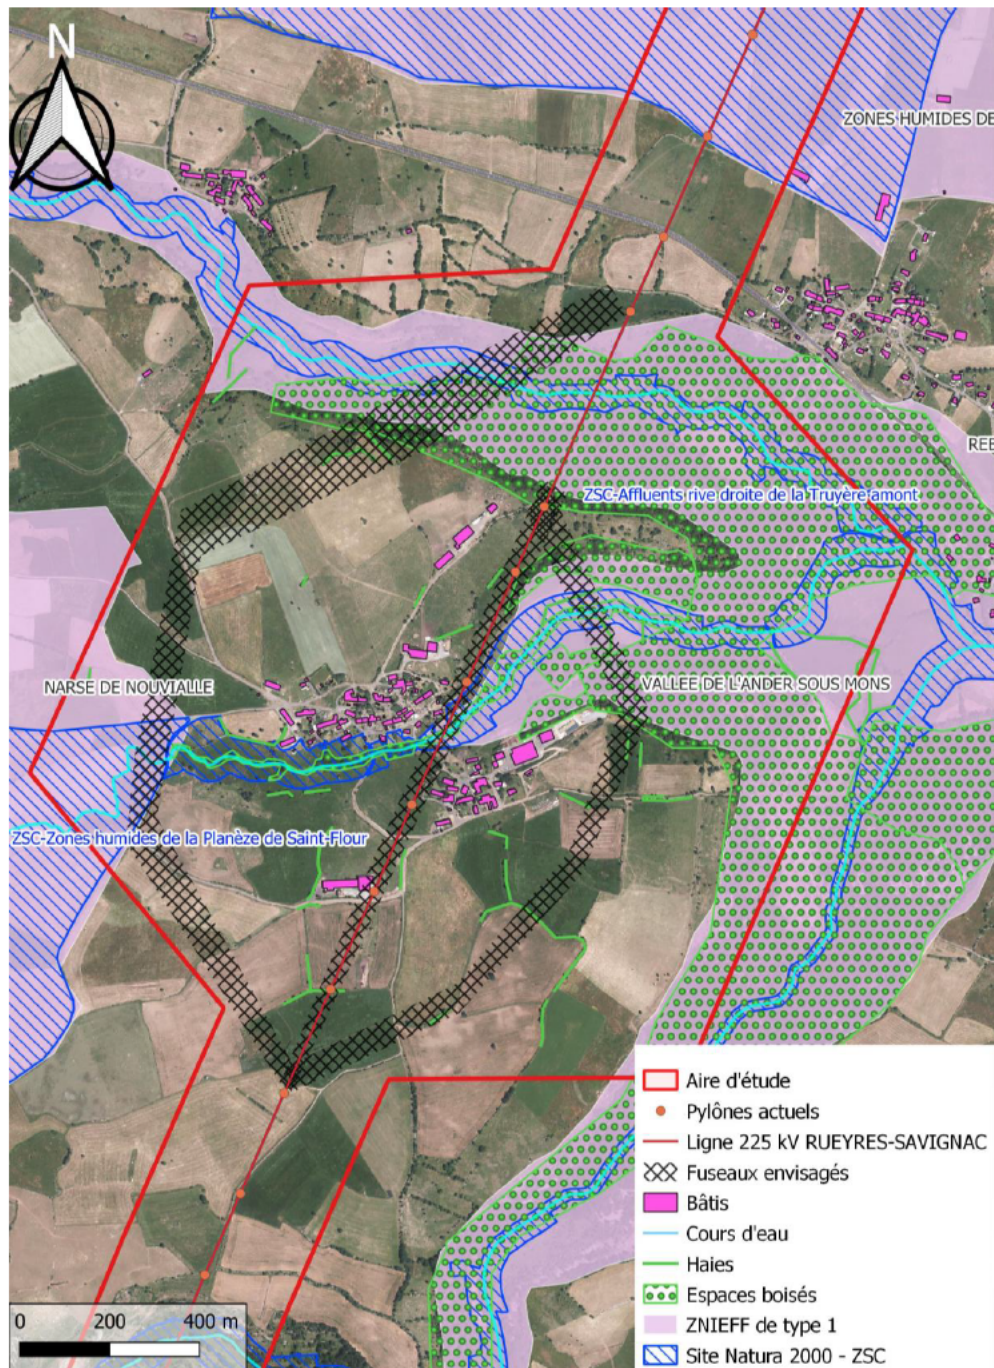 N
ZONES HUMIDES DE
REB
ZSC-Affluents rive droite de la Truyère amont
NARSE DE NOUVIALLE
VALLEE DE L'ANDER SOUS MONS
ZSC-Zones humides de la Planèze de Saint-Flour
Aire d'étude
Pylônes actuels
Ligne 225 kV RUEYRES-SAVIGNAC
Fuseaux envisagés
Bâtis
Cours d'eau
Haies
Espaces boisés
ZNIEFF de type 1
Site Natura 2000 - ZSC
0 200 400 m